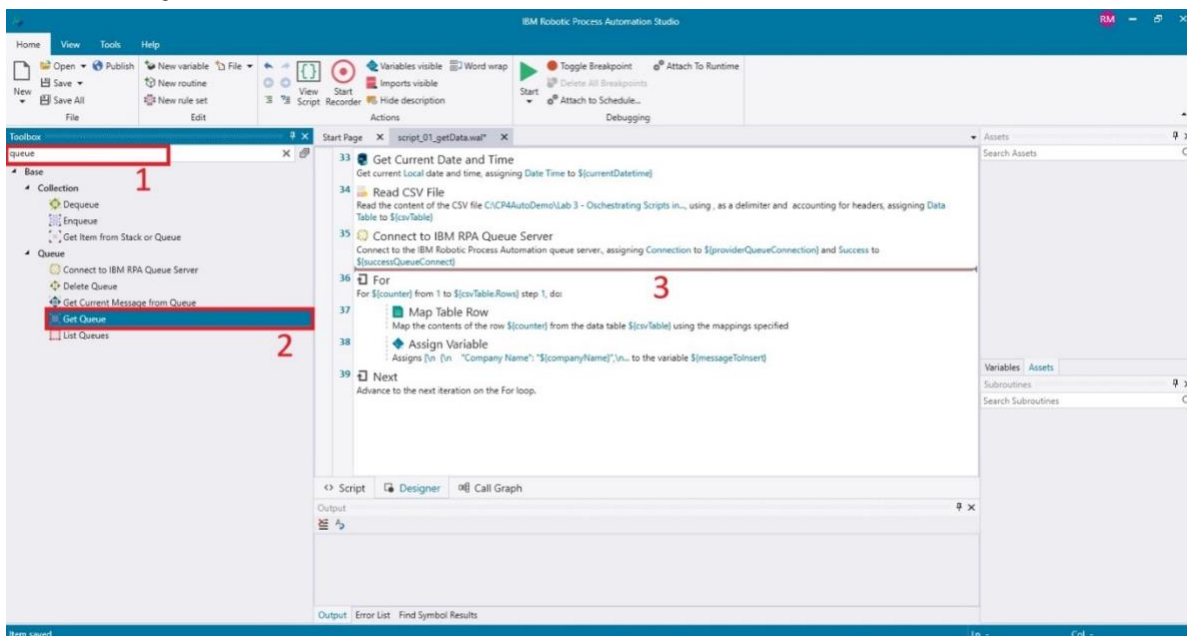 IBM Robotic Process Automation Studio
RM
Home View Tools Help
New
Open
Publish
Save
Save All
File
New variable
File
New routine
New rule set
Edit
View Script
Start Recorder
Variables visible
Word wrap
Imports visible
Hide description
Actions
Start
Toggle Breakpoint
Attach To Runtime
Delete All Breakpoints
Attach to Schedule...
Debugging
Toolbox
queue
1
Base
Collection
Dequeue
Enqueue
Get Item from Stack or Queue
Queue
Connect to IBM RPA Queue Server
Delete Queue
Get Current Message from Queue
Get Queue
List Queues
2
Start Page X script_01_getData.wal* X
33 Get Current Date and Time
Get current Local date and time, assigning Date Time to ${currentDatetime}
34 Read CSV File
Read the content of the CSV file C:\CP4AutoDemo\Lab 3 - Oschestrating Scripts in..., using , as a delimiter and accounting for headers, assigning Data
Table to ${csvTable}
35 Connect to IBM RPA Queue Server
Connect to the IBM Robotic Process Automation queue server, assigning Connection to ${providerQueueConnection} and Success to
${successQueueConnect}
36 For
For ${counter} from 1 to ${csvTable.Rows} step 1, do:
3
37 Map Table Row
Map the contents of the row ${counter} from the data table ${csvTable} using the mappings specified
38 Assign Variable
Assigns [\n {\n "Company Name": "${companyName}",\n... to the variable ${messageToInsert}
39 Next
Advance to the next iteration on the For loop.
Script Designer Call Graph
Output
Output Error List Find Symbol Results
Assets
Search Assets
Variables Assets
Subroutines
Search Subroutines
Item saved
Ln - Col -